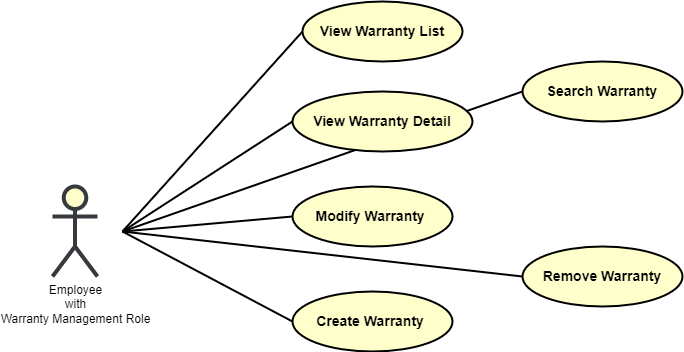 View Warranty List
Search Warranty
View Warranty Detail
Modify Warranty
Remove Warranty
Employee
with
Warranty Management Role
Create Warranty